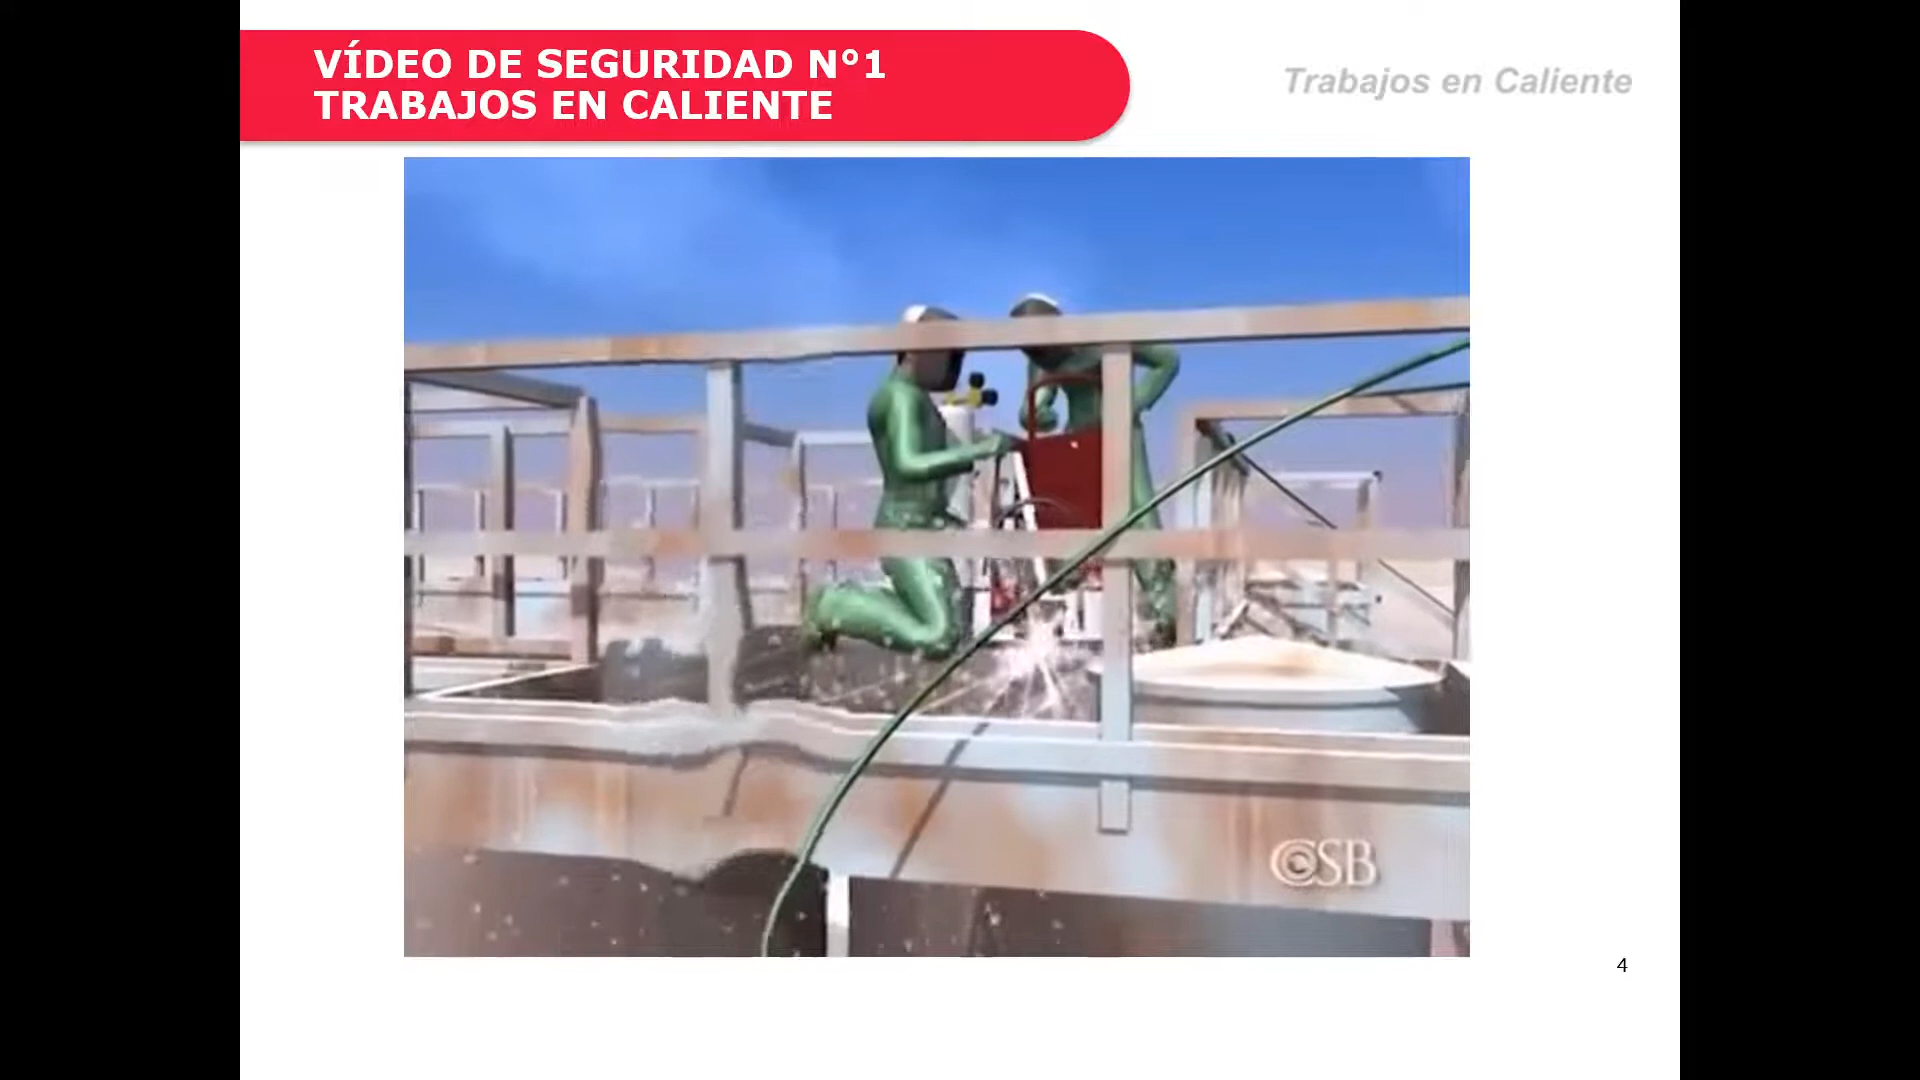 VÍDEO DE SEGURIDAD N°1
TRABAJOS EN CALIENTE
Trabajos en Caliente
CSB
4